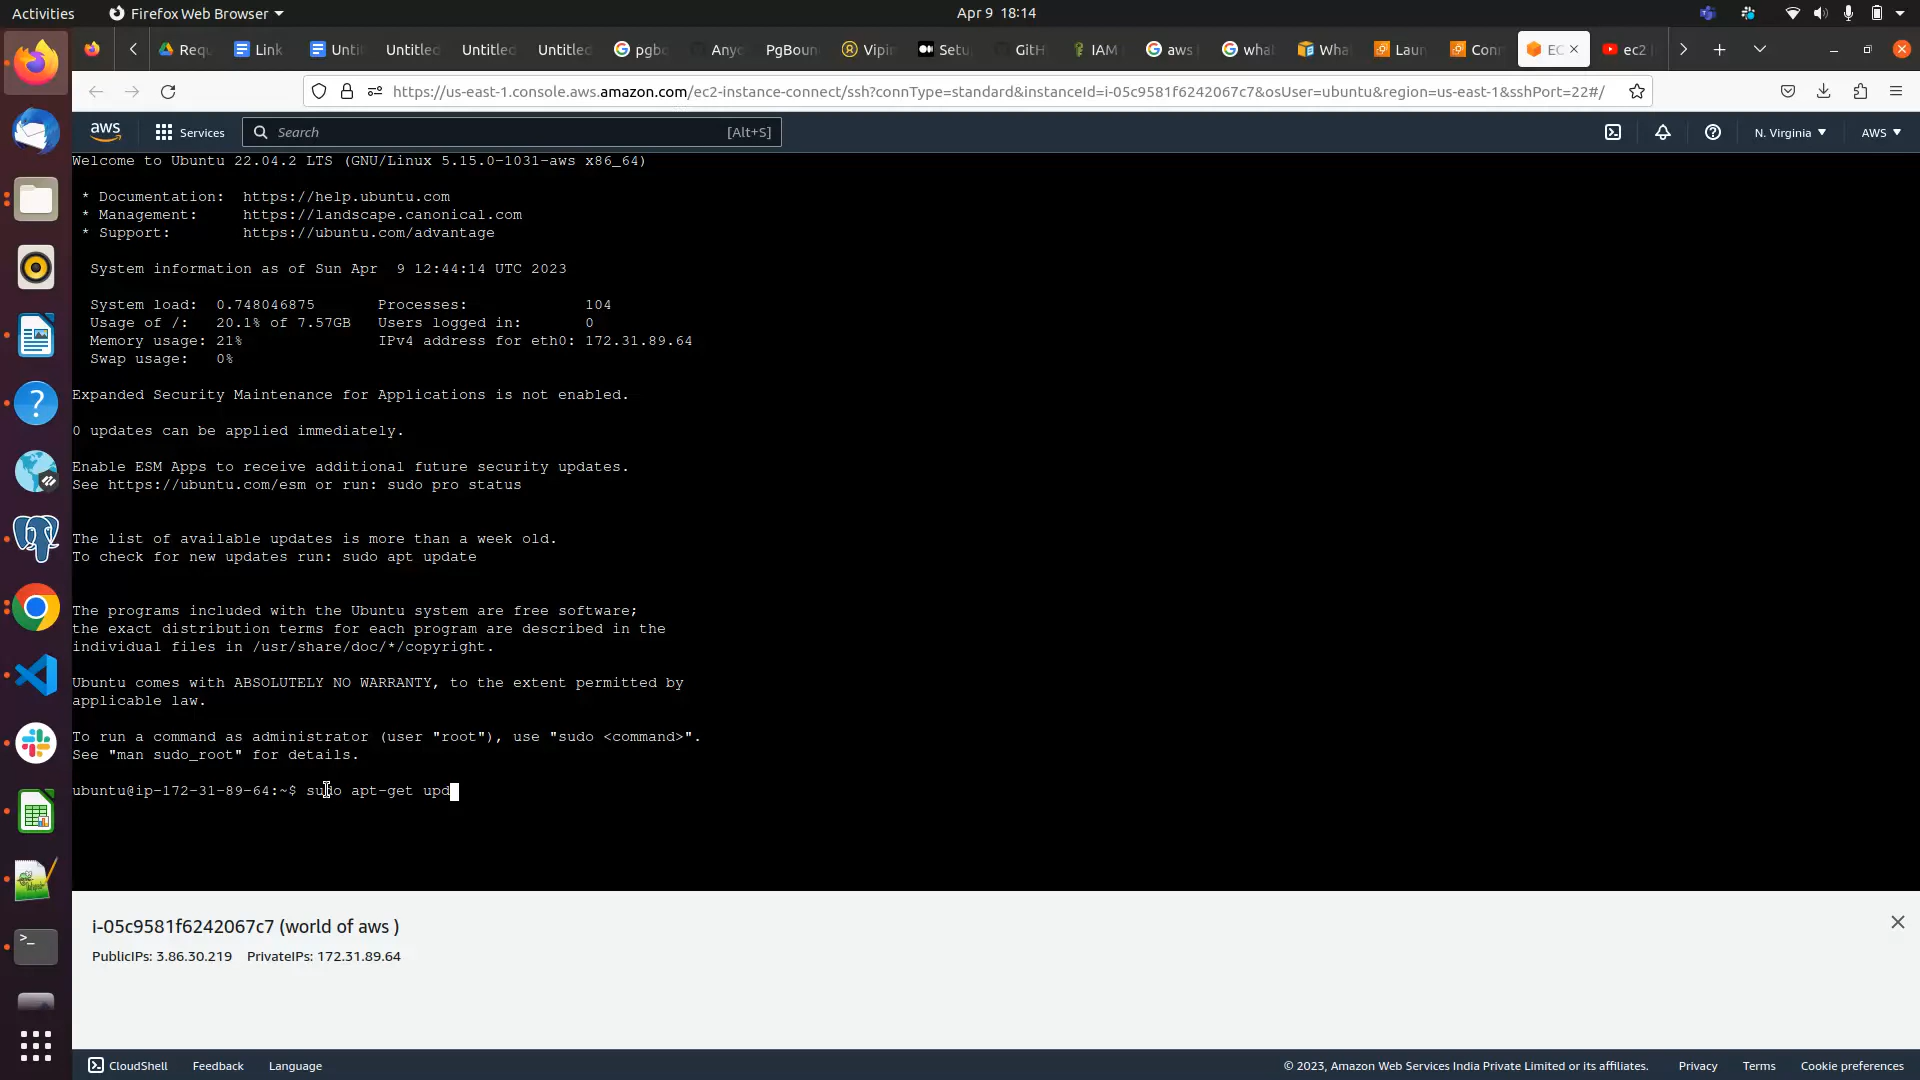 Activities Firefox Web Browser Apr 9 18:14
Requ Link Unti Untitled Untitled Untitled pgbo Anyc PgBoun Vipin Setu GitH IAM aws wha Wha Laun Conn EC ec2
https://us-east-1.console.aws.amazon.com/ec2-instance-connect/ssh?connType=standard&instanceId=i-05c9581f6242067c7&osUser=ubuntu&region=us-east-1&sshPort=22#/
aws Services Search [Alt+S] N. Virginia AWS
Welcome to Ubuntu 22.04.2 LTS (GNU/Linux 5.15.0-1031-aws x86_64)
* Documentation: https://help.ubuntu.com
* Management: https://landscape.canonical.com
* Support: https://ubuntu.com/advantage
System information as of Sun Apr 9 12:44:14 UTC 2023
System load: 0.748046875 Processes: 104
Usage of /: 20.1% of 7.57GB Users logged in: 0
Memory usage: 21% IPv4 address for eth0: 172.31.89.64
Swap usage: 0%
Expanded Security Maintenance for Applications is not enabled.
0 updates can be applied immediately.
Enable ESM Apps to receive additional future security updates.
See https://ubuntu.com/esm or run: sudo pro status
The list of available updates is more than a week old.
To check for new updates run: sudo apt update
The programs included with the Ubuntu system are free software;
the exact distribution terms for each program are described in the
individual files in /usr/share/doc/*/copyright.
Ubuntu comes with ABSOLUTELY NO WARRANTY, to the extent permitted by
applicable law.
To run a command as administrator (user "root"), use "sudo <command>".
See "man sudo_root" for details.
ubuntu@ip-172-31-89-64:~$ sudo apt-get upd
i-05c9581f6242067c7 (world of aws )
PublicIPs: 3.86.30.219 PrivateIPs: 172.31.89.64
CloudShell Feedback Language © 2023, Amazon Web Services India Private Limited or its affiliates. Privacy Terms Cookie preferences